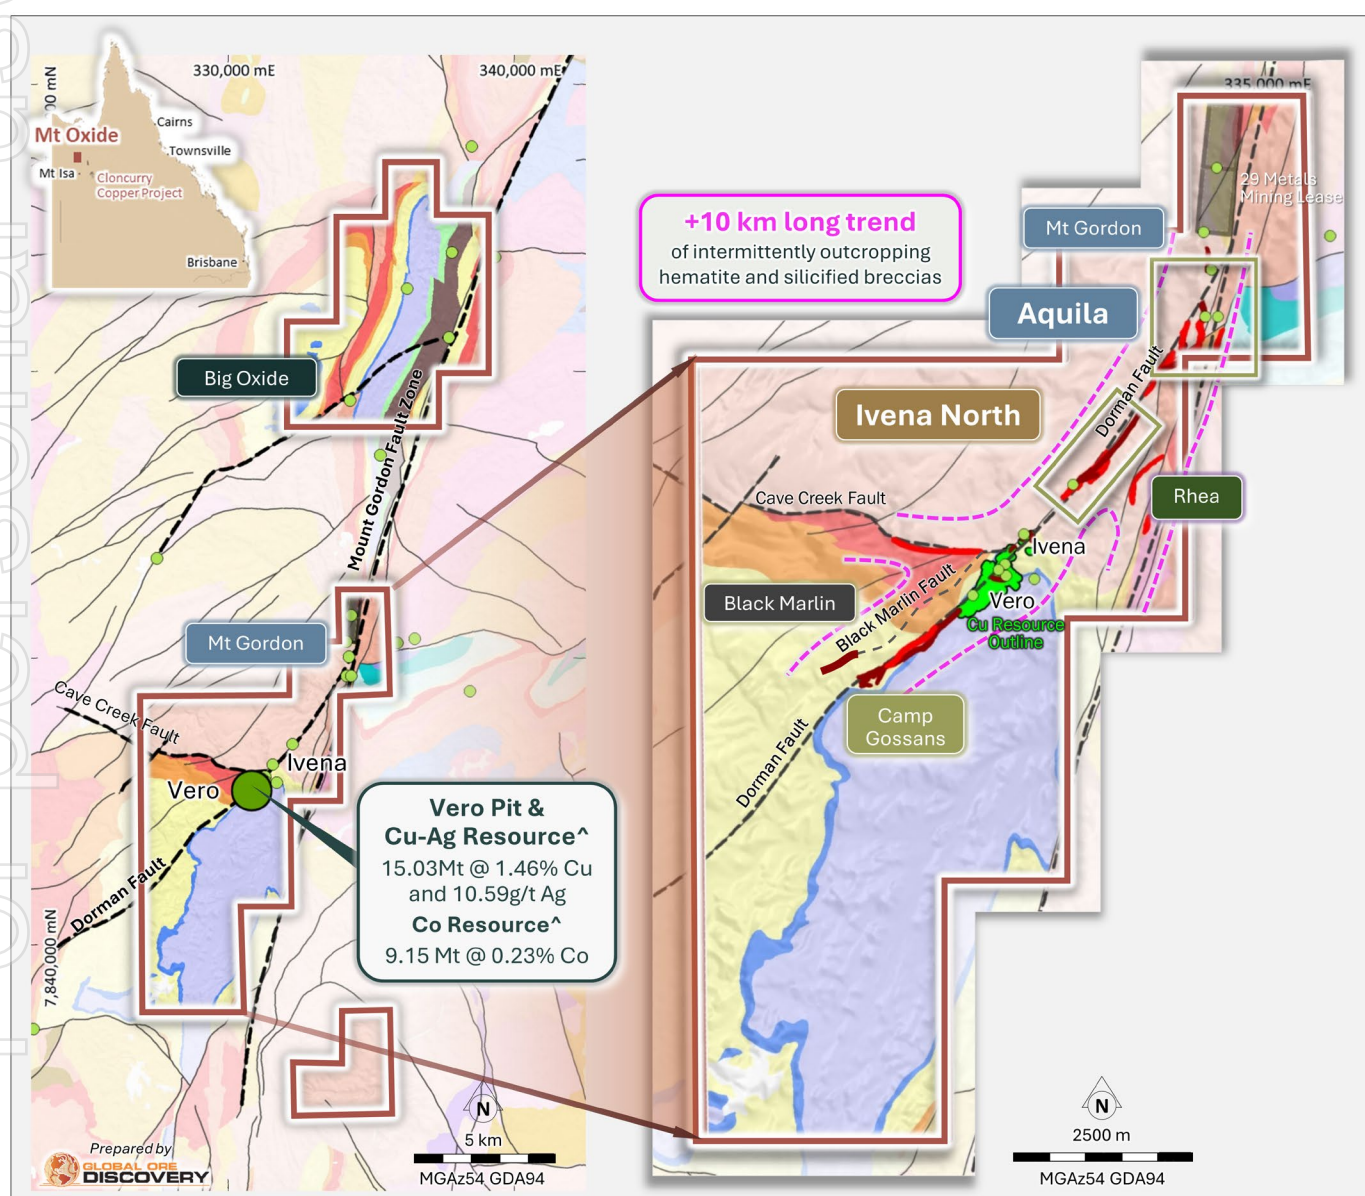 330,000 mE
340,000 mE
00 mN
Cairns
Mt Oxide
Townsville
Mt Isa
Cloncurry
Copper Project
Brisbane
Big Oxide
Mount Gordon Fault Zone
Mt Gordon
Cave Creek Fault
Ivena
Vero
Dorman Fault
7,840,000 mN
Vero Pit &
Cu-Ag Resource^
15.03Mt @ 1.46% Cu
and 10.59g/t Ag
Co Resource^
9.15 Mt @ 0.23% Co
Prepared by
GLOBAL ORE
DISCOVERY
N
5 km
MGAz54 GDA94
+10 km long trend
of intermittently outcropping
hematite and silicified breccias
335,000 mE
29 Metals
Mining Lease
Mt Gordon
Aquila
Ivena North
Dorman Fault
Rhea
Cave Creek Fault
Ivena
Black Marlin
Black Marlin Fault
Vero
Cu Resource
Outline
Camp
Gossans
Dorman Fault
N
2500 m
MGAz54 GDA94